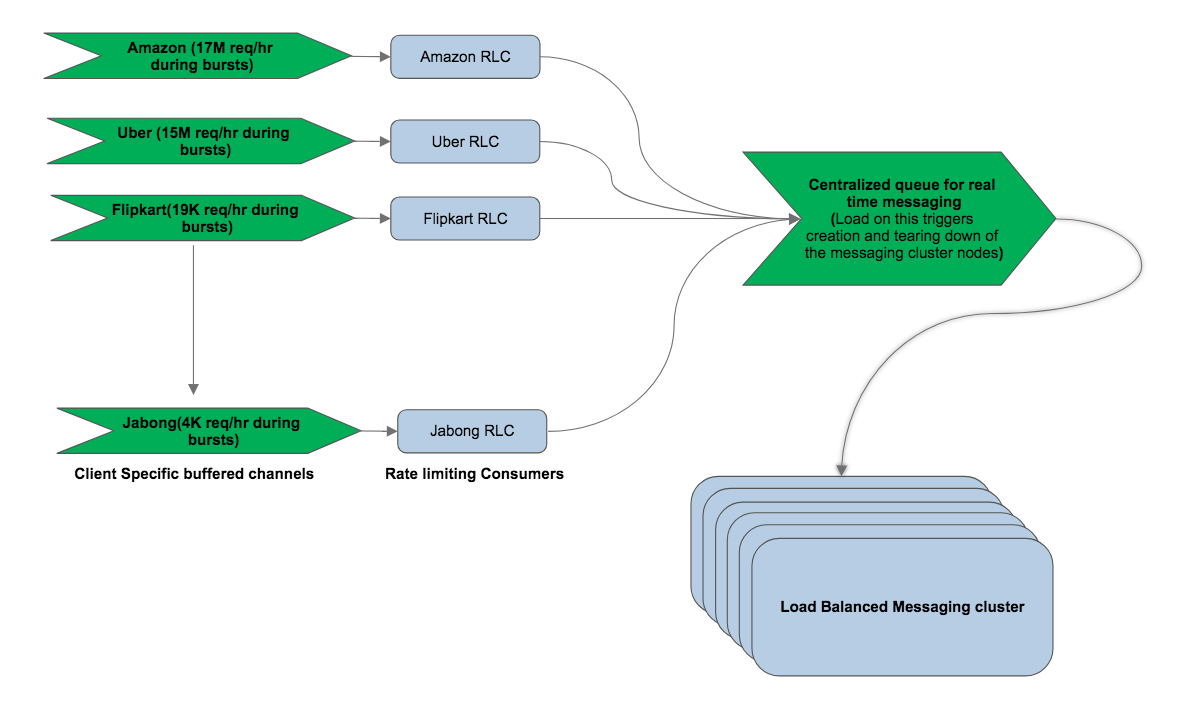 Amazon (17M req/hr
during bursts)
Amazon RLC
Uber (15M req/hr during
bursts)
Uber RLC
Flipkart(19K req/hr during
bursts)
Flipkart RLC
Centralized queue for real
time messaging
(Load on this triggers
creation and tearing down of
the messaging cluster nodes)
Jabong(4K req/hr during
bursts)
Jabong RLC
Client Specific buffered channels
Rate limiting Consumers
Load Balanced Messaging cluster